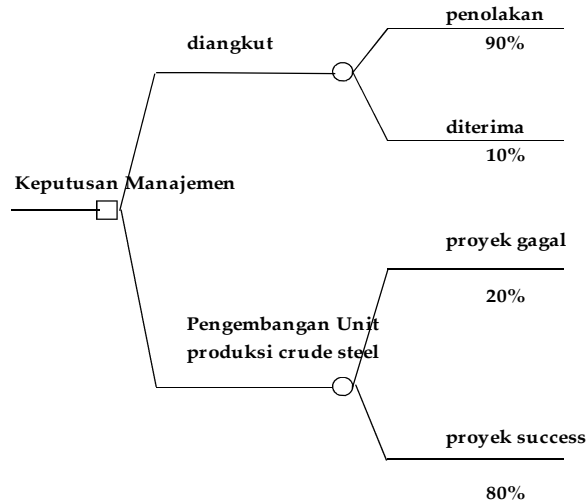 penolakan
90%
diangkut
diterima
10%
Keputusan Manajemen
proyek gagal
20%
Pengembangan Unit
produksi crude steel
proyek success
80%